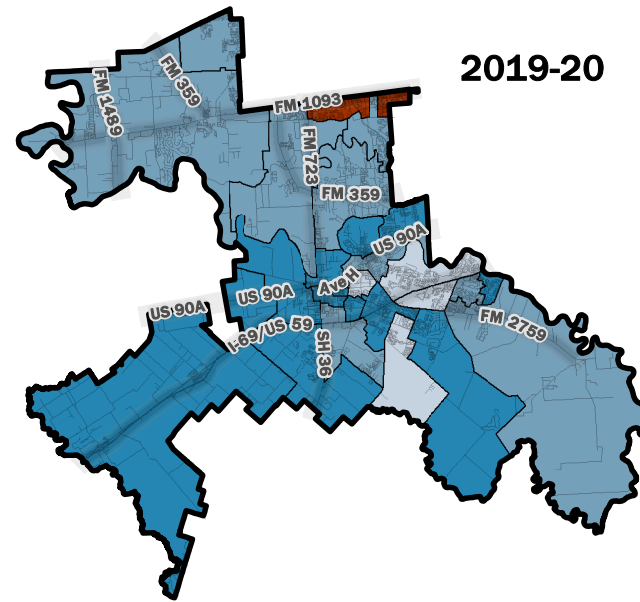 2019-20
FM 1489
FM 359
FM 1093
FM 723
FM 359
US 90A
Ave H
US 90A
US 90A
I-69/US 59
SH 36
FM 2759